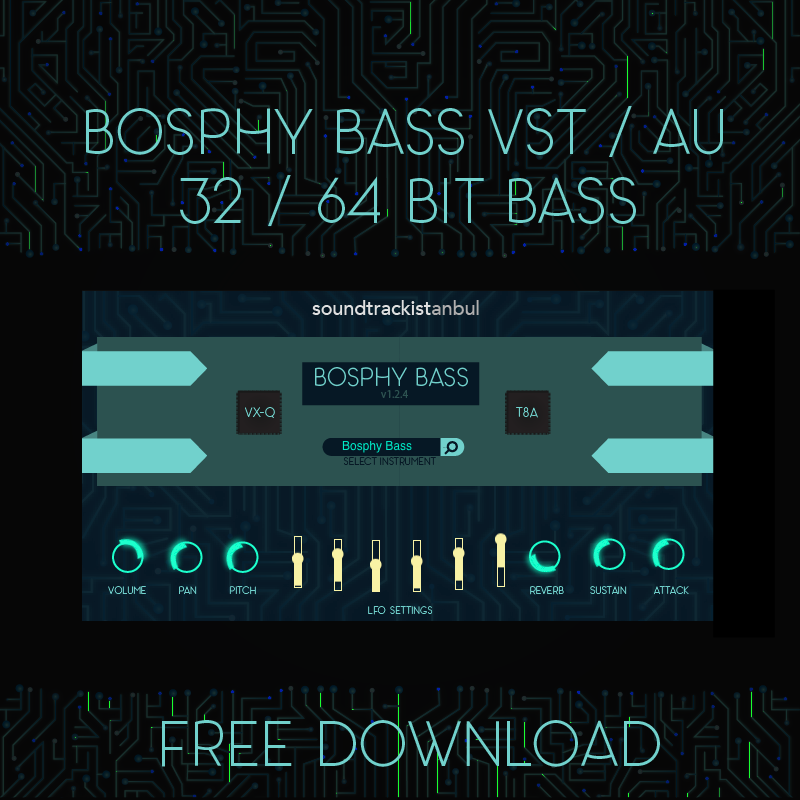 BOSPHY BASS VST / AU
32 / 64 BIT BASS
soundtrackistanbul
BOSPHY BASS
v1.2.4
VX-Q
T8A
Bosphy Bass
SELECT INSTRUMENT
VOLUME
PAN
PITCH
REVERB
SUSTAIN
ATTACK
LFO SETTINGS
FREE DOWNLOAD